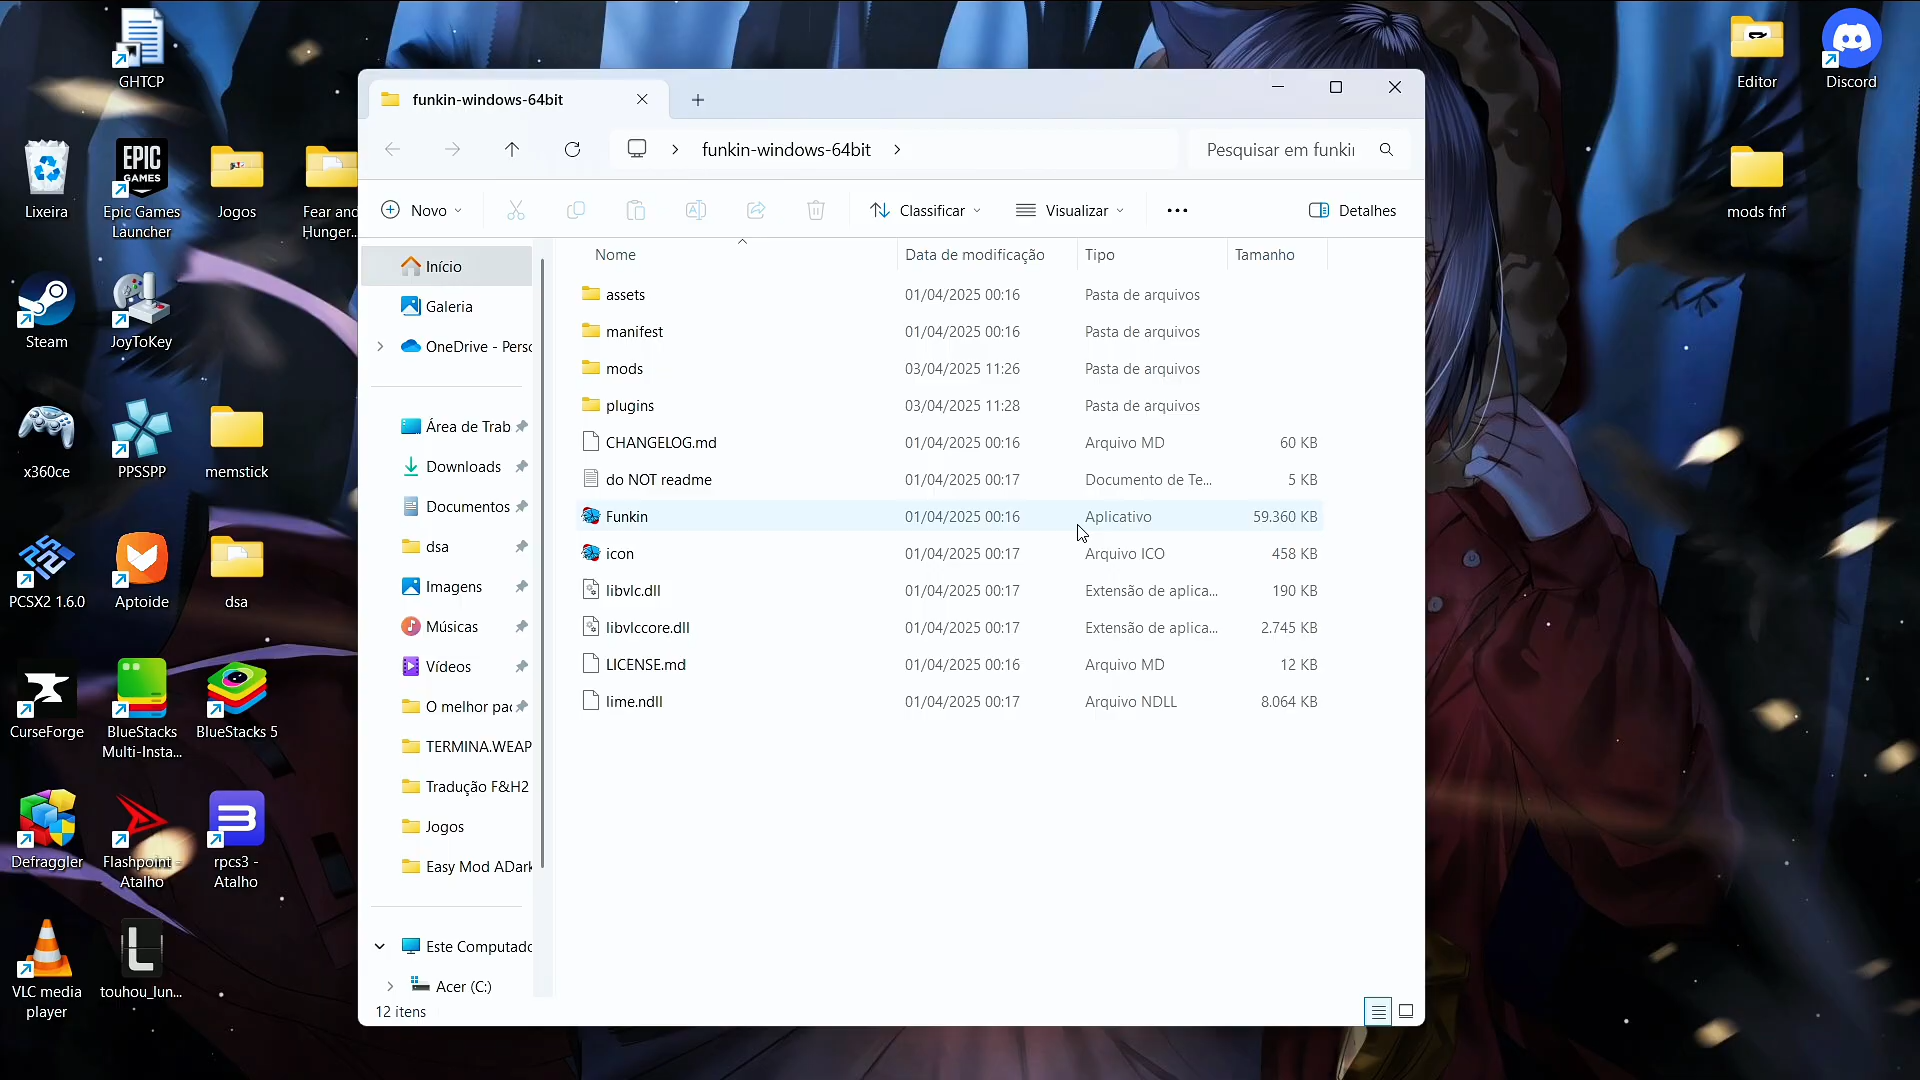 GHTCP
Editor
Discord
funkin-windows-64bit
funkin-windows-64bit
Pesquisar em funki
EPIC
GAMES
Lixeira
Epic Games
Launcher
Jogos
Fear and
Hunger...
mods fnf
Novo
Classificar
Visualizar
Detalhes
Nome
Data de modificação
Tipo
Tamanho
Início
Galeria
OneDrive - Perso
Área de Trab
Downloads
Documentos
dsa
Imagens
Músicas
Vídeos
O melhor pac
TERMINA.WEAP
Tradução F&H2
Jogos
Easy Mod ADark
Este Computado
Acer (C:)
assets 01/04/2025 00:16 Pasta de arquivos
manifest 01/04/2025 00:16 Pasta de arquivos
mods 03/04/2025 11:26 Pasta de arquivos
plugins 03/04/2025 11:28 Pasta de arquivos
CHANGELOG.md 01/04/2025 00:16 Arquivo MD 60 KB
do NOT readme 01/04/2025 00:17 Documento de Te... 5 KB
Funkin 01/04/2025 00:16 Aplicativo 59.360 KB
icon 01/04/2025 00:17 Arquivo ICO 458 KB
libvlc.dll 01/04/2025 00:17 Extensão de aplica... 190 KB
libvlccore.dll 01/04/2025 00:17 Extensão de aplica... 2.745 KB
LICENSE.md 01/04/2025 00:16 Arquivo MD 12 KB
lime.ndll 01/04/2025 00:17 Arquivo NDLL 8.064 KB
12 itens
Steam
JoyToKey
x360ce
PPSSPP
memstick
PCSX2 1.6.0
Aptoide
dsa
CurseForge
BlueStacks
Multi-Insta...
BlueStacks 5
Defraggler
Flashpoint -
Atalho
rpcs3 -
Atalho
VLC media
player
touhou_lun...